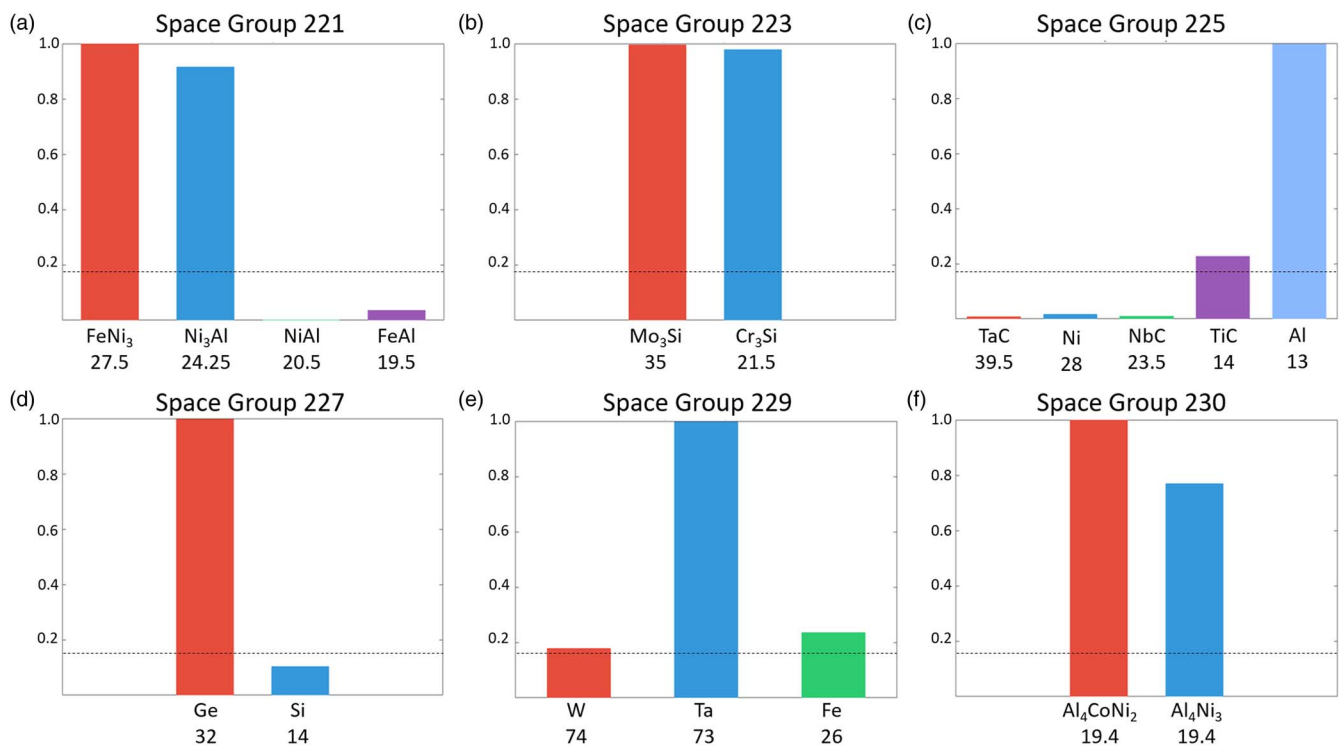 (a) Space Group 221
1.0
0.8
0.6
0.4
0.2
FeNi₃ Ni₃Al NiAl FeAl
27.5 24.25 20.5 19.5
(b) Space Group 223
1.0
0.8
0.6
0.4
0.2
Mo₃Si Cr₃Si
35 21.5
(c) Space Group 225
1.0
0.8
0.6
0.4
0.2
TaC Ni NbC TiC Al
39.5 28 23.5 14 13
(d) Space Group 227
1.0
0.8
0.6
0.4
0.2
Ge Si
32 14
(e) Space Group 229
1.0
0.8
0.6
0.4
0.2
W Ta Fe
74 73 26
(f) Space Group 230
1.0
0.8
0.6
0.4
0.2
Al₄CoNi₂ Al₄Ni₃
19.4 19.4